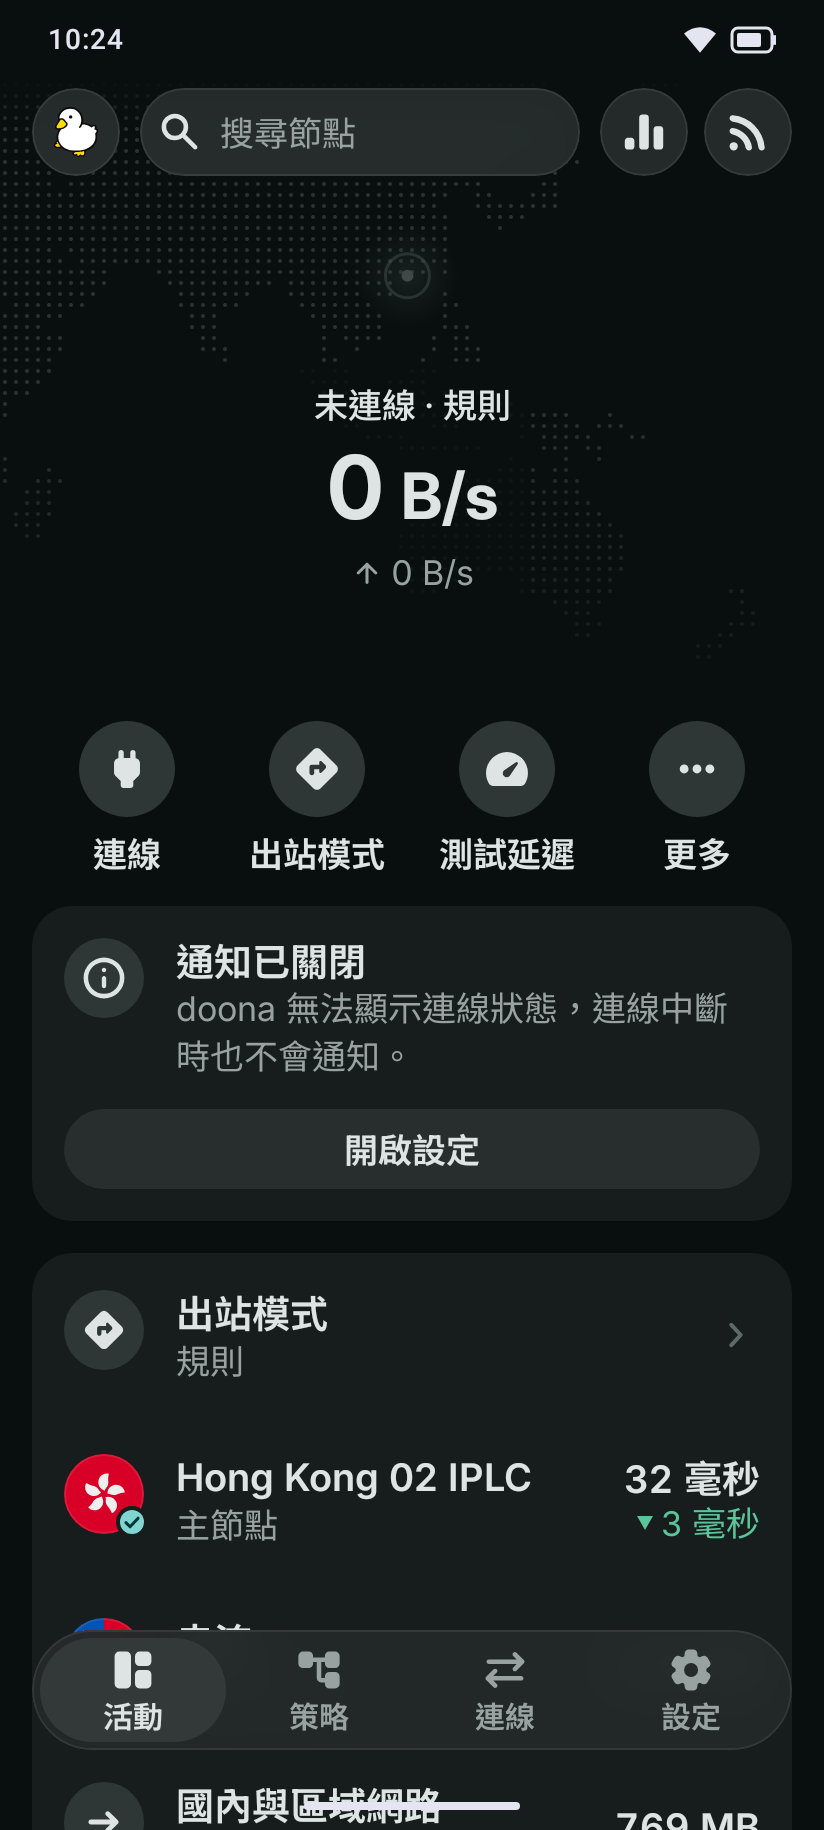 10:24
搜尋節點
未連線 · 規則
0 B/s
↑ 0 B/s
連線
出站模式
測試延遲
更多
通知已關閉
doona 無法顯示連線狀態，連線中斷
時也不會通知。
開啟設定
出站模式
規則
Hong Kong 02 IPLC
32 毫秒
主節點
▼3 毫秒
活動
策略
連線
設定
國內與區域網路
769 MB